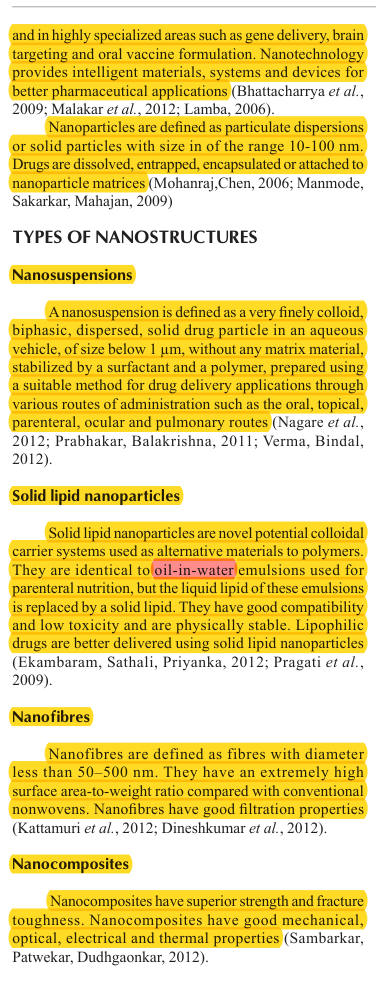 and in highly specialized areas such as gene delivery, brain
targeting and oral vaccine formulation. Nanotechnology
provides intelligent materials, systems and devices for
better pharmaceutical applications (Bhattacharrya et al.,
2009; Malakar et al., 2012; Lamba, 2006).
Nanoparticles are defined as particulate dispersions
or solid particles with size in of the range 10-100 nm.
Drugs are dissolved, entrapped, encapsulated or attached to
nanoparticle matrices (Mohanraj,Chen, 2006; Manmode,
Sakarkar, Mahajan, 2009)
TYPES OF NANOSTRUCTURES
Nanosuspensions
A nanosuspension is defined as a very finely colloid,
biphasic, dispersed, solid drug particle in an aqueous
vehicle, of size below 1 µm, without any matrix material,
stabilized by a surfactant and a polymer, prepared using
a suitable method for drug delivery applications through
various routes of administration such as the oral, topical,
parenteral, ocular and pulmonary routes (Nagare et al.,
2012; Prabhakar, Balakrishna, 2011; Verma, Bindal,
2012).
Solid lipid nanoparticles
Solid lipid nanoparticles are novel potential colloidal
carrier systems used as alternative materials to polymers.
They are identical to oil-in-water emulsions used for
parenteral nutrition, but the liquid lipid of these emulsions
is replaced by a solid lipid. They have good compatibility
and low toxicity and are physically stable. Lipophilic
drugs are better delivered using solid lipid nanoparticles
(Ekambaram, Sathali, Priyanka, 2012; Pragati et al.,
2009).
Nanofibres
Nanofibres are defined as fibres with diameter
less than 50–500 nm. They have an extremely high
surface area-to-weight ratio compared with conventional
nonwovens. Nanofibres have good filtration properties
(Kattamuri et al., 2012; Dineshkumar et al., 2012).
Nanocomposites
Nanocomposites have superior strength and fracture
toughness. Nanocomposites have good mechanical,
optical, electrical and thermal properties (Sambarkar,
Patwekar, Dudhgaonkar, 2012).